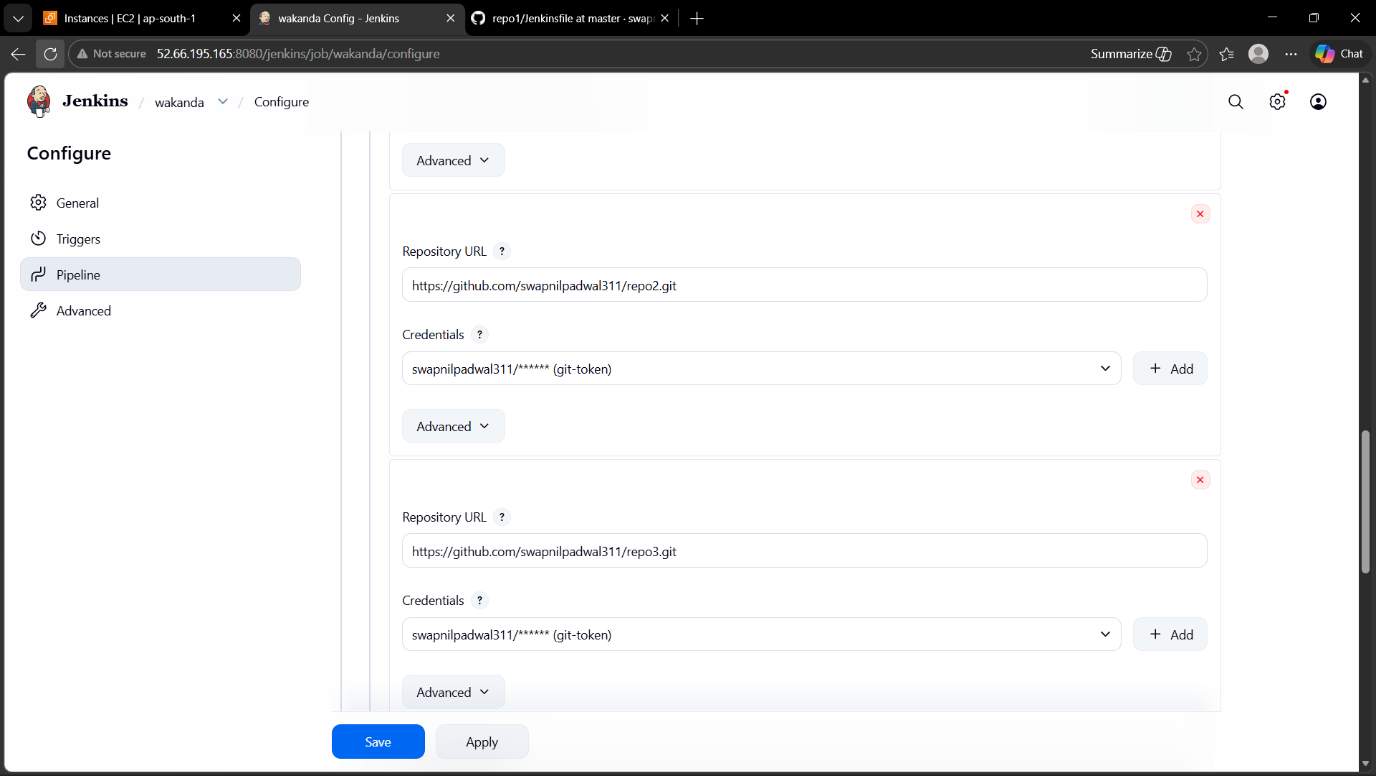 Instances | EC2 | ap-south-1
wakanda Config - Jenkins
repo1/Jenkinsfile at master · swapn
Not secure
52.66.195.165:8080/jenkins/job/wakanda/configure
Summarize
Chat
Jenkins / wakanda / Configure
Configure
General
Triggers
Pipeline
Advanced
Advanced
Repository URL ?
https://github.com/swapnilpadwal311/repo2.git
Credentials ?
swapnilpadwal311/****** (git-token)
+ Add
Advanced
Repository URL ?
https://github.com/swapnilpadwal311/repo3.git
Credentials ?
swapnilpadwal311/****** (git-token)
+ Add
Advanced
Save
Apply